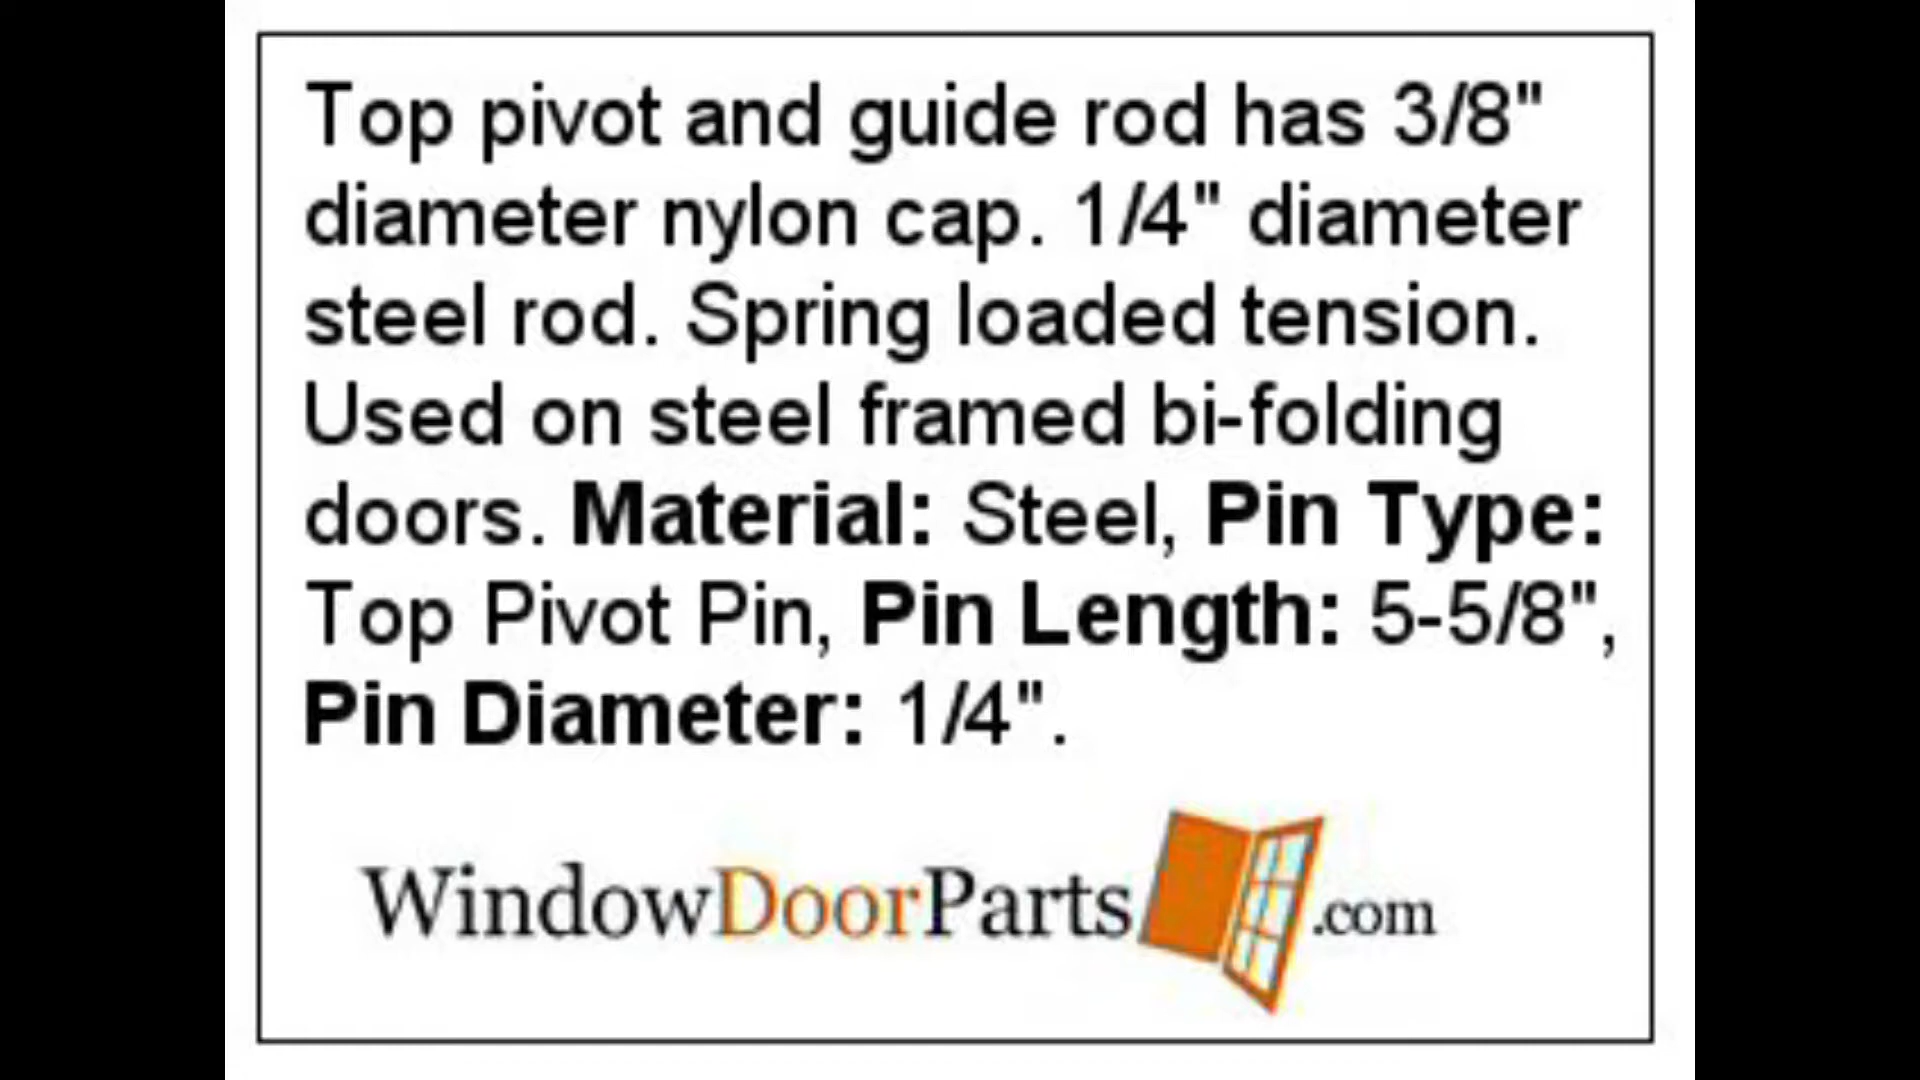 Top pivot and guide rod has 3/8"
diameter nylon cap. 1/4" diameter
steel rod. Spring loaded tension.
Used on steel framed bi-folding
doors. Material: Steel, Pin Type:
Top Pivot Pin, Pin Length: 5-5/8",
Pin Diameter: 1/4".
WindowDoorParts.com